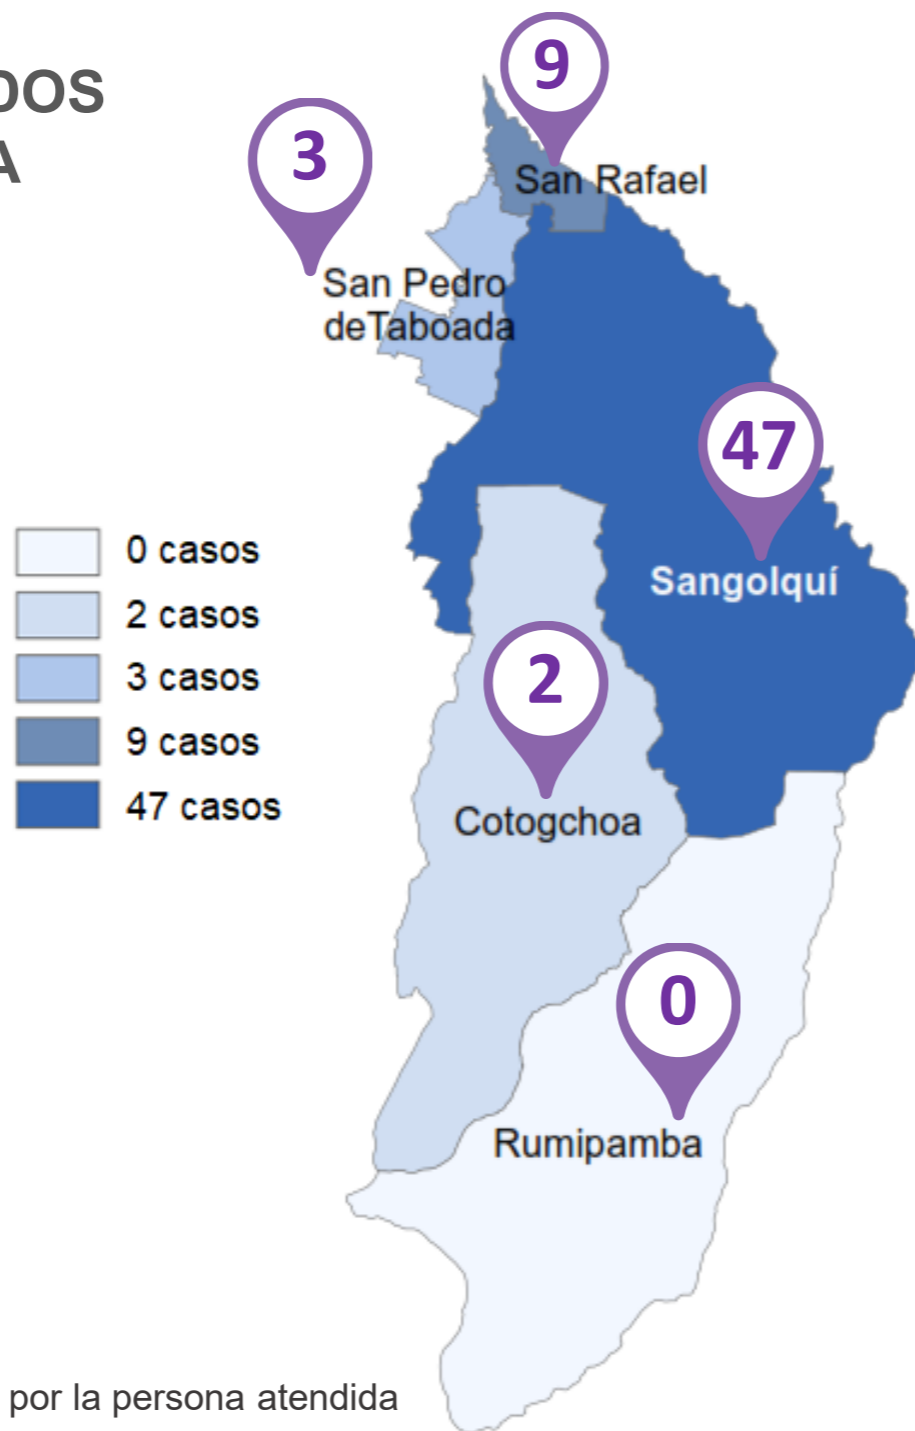 9
3
San Rafael
San Pedro
deTaboada
47
0 casos
2 casos
3 casos
9 casos
47 casos
Sangolquí
2
Cotogchoa
0
Rumipamba
por la persona atendida